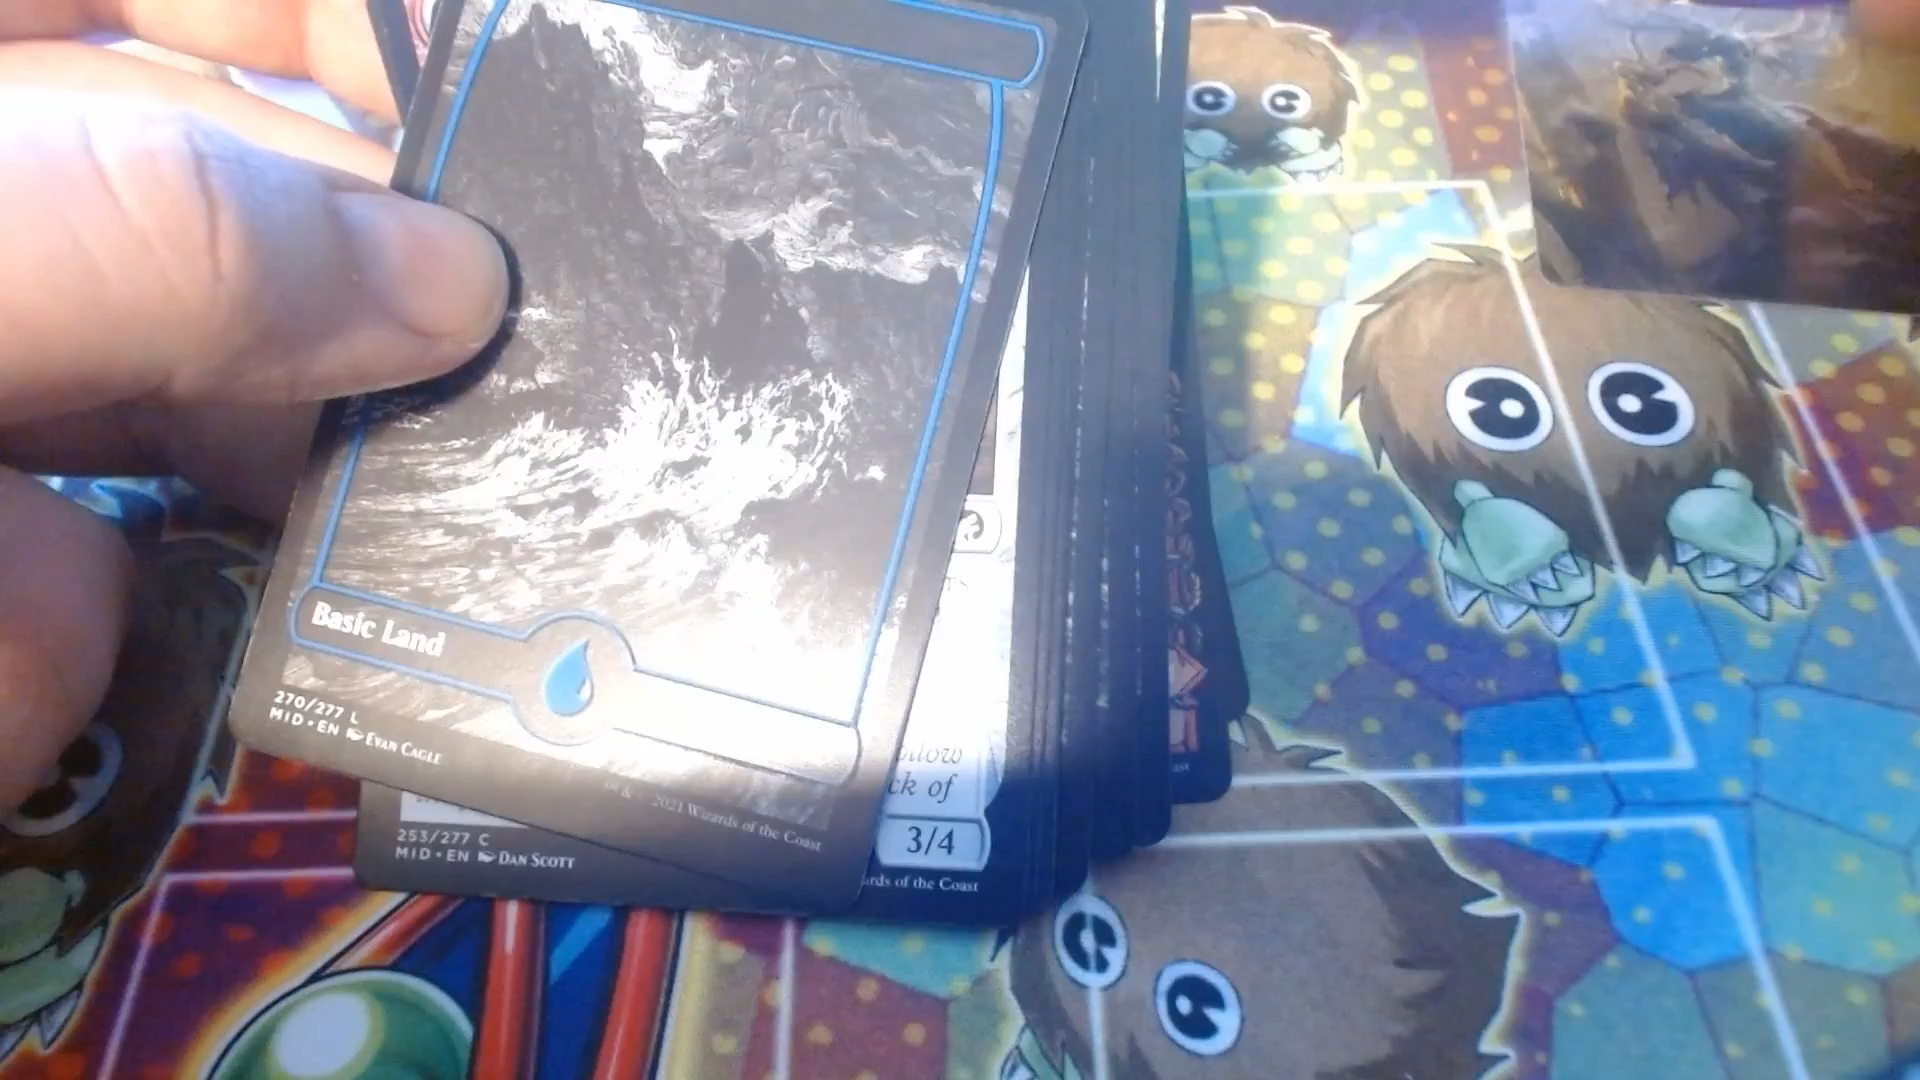 Basic Land
270/277 L
MID • EN Evan Cagle
2021 Wizards of the Coast
ck of
3/4
253/277 C
MID • EN Dan Scott
rds of the Coast